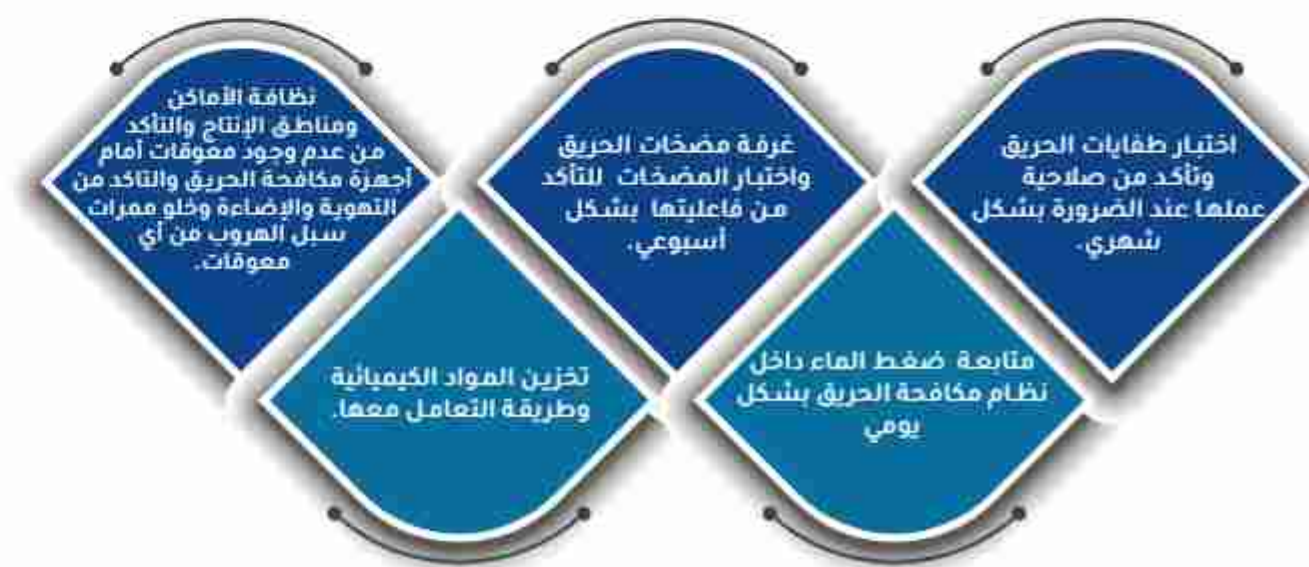 اختبار طفايات الحريق
وتأكد من صلاحية
عملها عند الضرورة بشكل
شهري.
متابعة ضغط الماء داخل
نظام مكافحة الحريق بشكل
يومي
غرفة مضخات الحريق
واختبار المضخات للتأكد
من فاعليتها بشكل
أسبوعي.
تخزين المواد الكيميائية
وطريقة التعامل معها.
نظافة الأماكن
ومناطق الإنتاج والتأكد
من عدم وجود معوقات أمام
أجهزة مكافحة الحريق والتاكد من
التهوية والإضاءة وخلو ممرات
سبل الهروب من أي
معوقات.